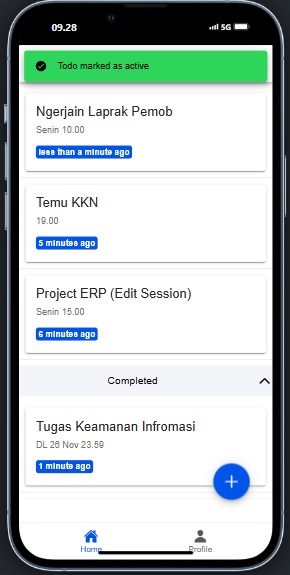 09.28
5G
Todo marked as active
Ngerjain Laprak Pemob
Senin 10.00
less than a minute ago
Temu KKN
19.00
5 minutes ago
Project ERP (Edit Session)
Senin 15.00
6 minutes ago
Completed
Tugas Keamanan Infromasi
DL 26 Nov 23.59
1 minute ago
Home
Profile